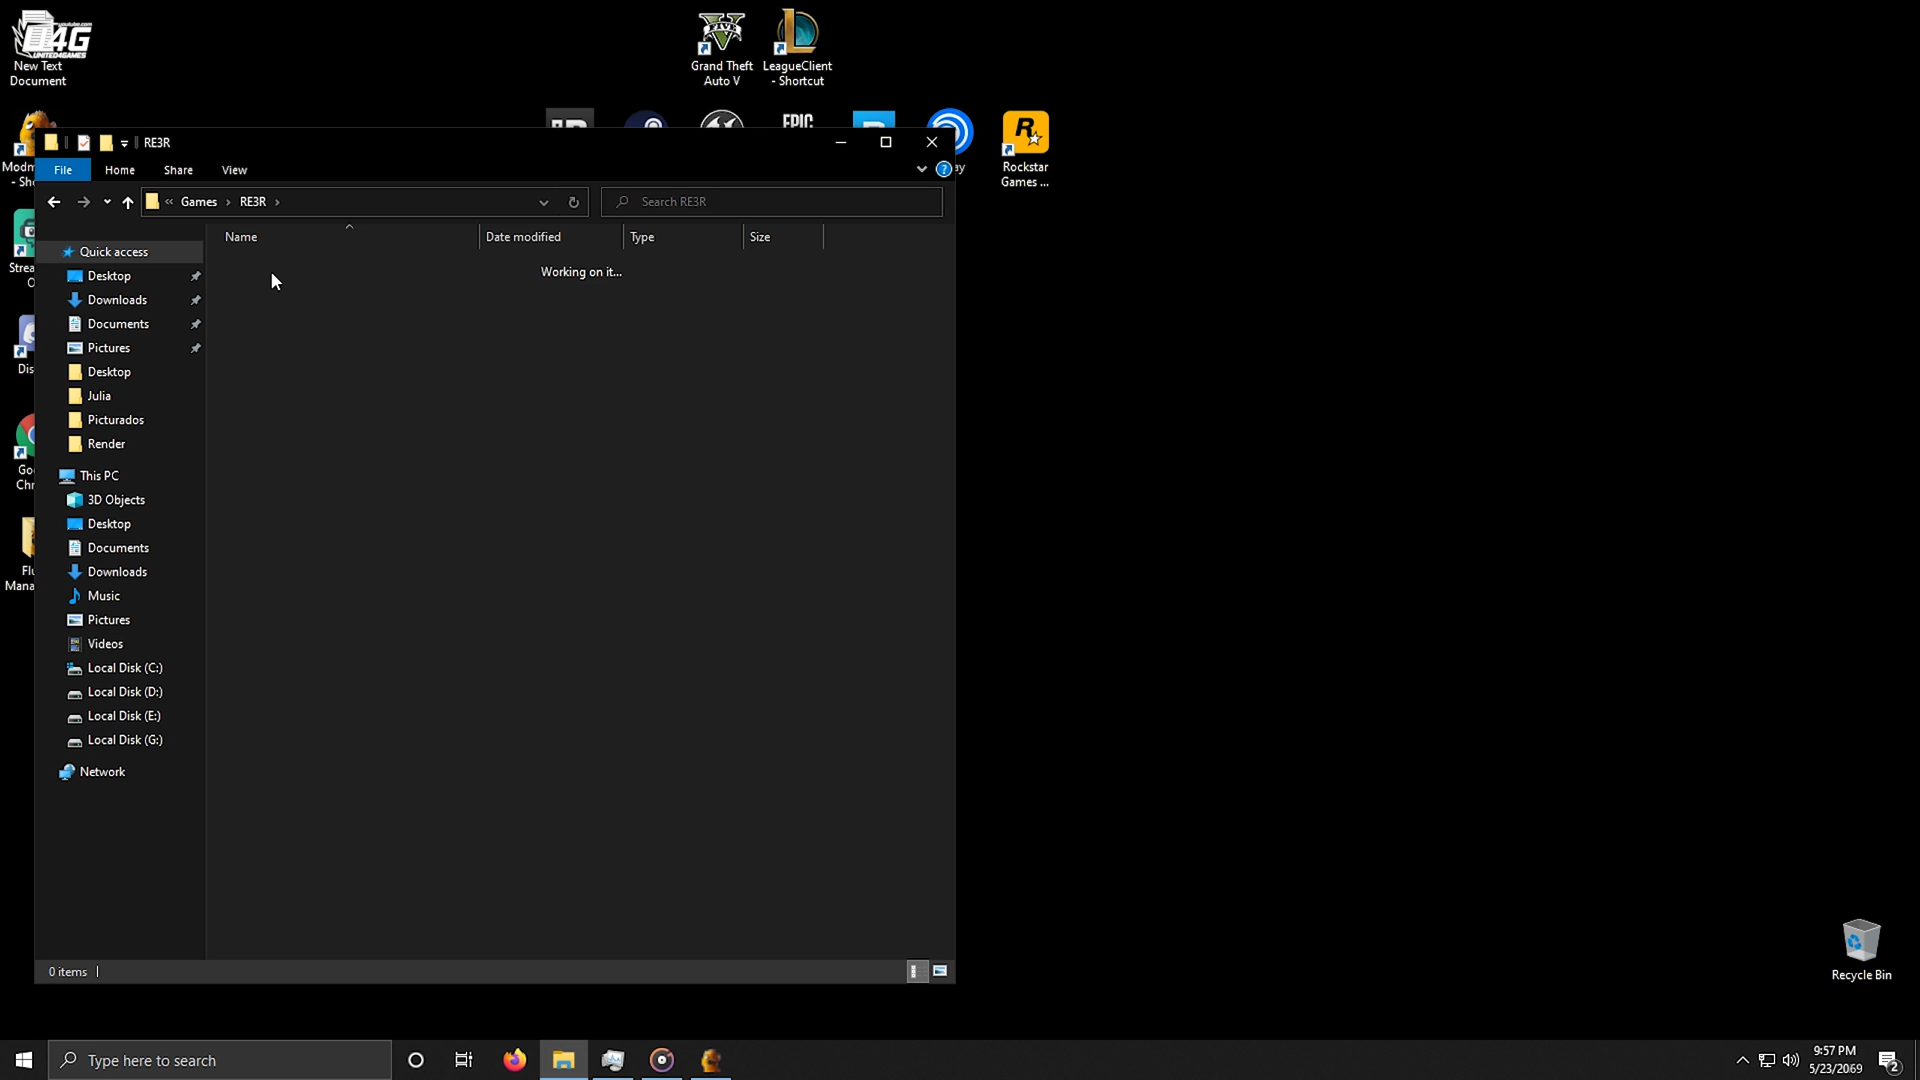 New Text
Document
Grand Theft
Auto V
LeagueClient
- Shortcut
EPIC
Rockstar
Games ...
RE3R
File
Home
Share
View
Games
RE3R
Search RE3R
Name
Date modified
Type
Size
Working on it...
Quick access
Desktop
Downloads
Documents
Pictures
Desktop
Julia
Picturados
Render
This PC
3D Objects
Desktop
Documents
Downloads
Music
Pictures
Videos
Local Disk (C:)
Local Disk (D:)
Local Disk (E:)
Local Disk (G:)
Network
0 items
Recycle Bin
Type here to search
9:57 PM
5/23/2069
2